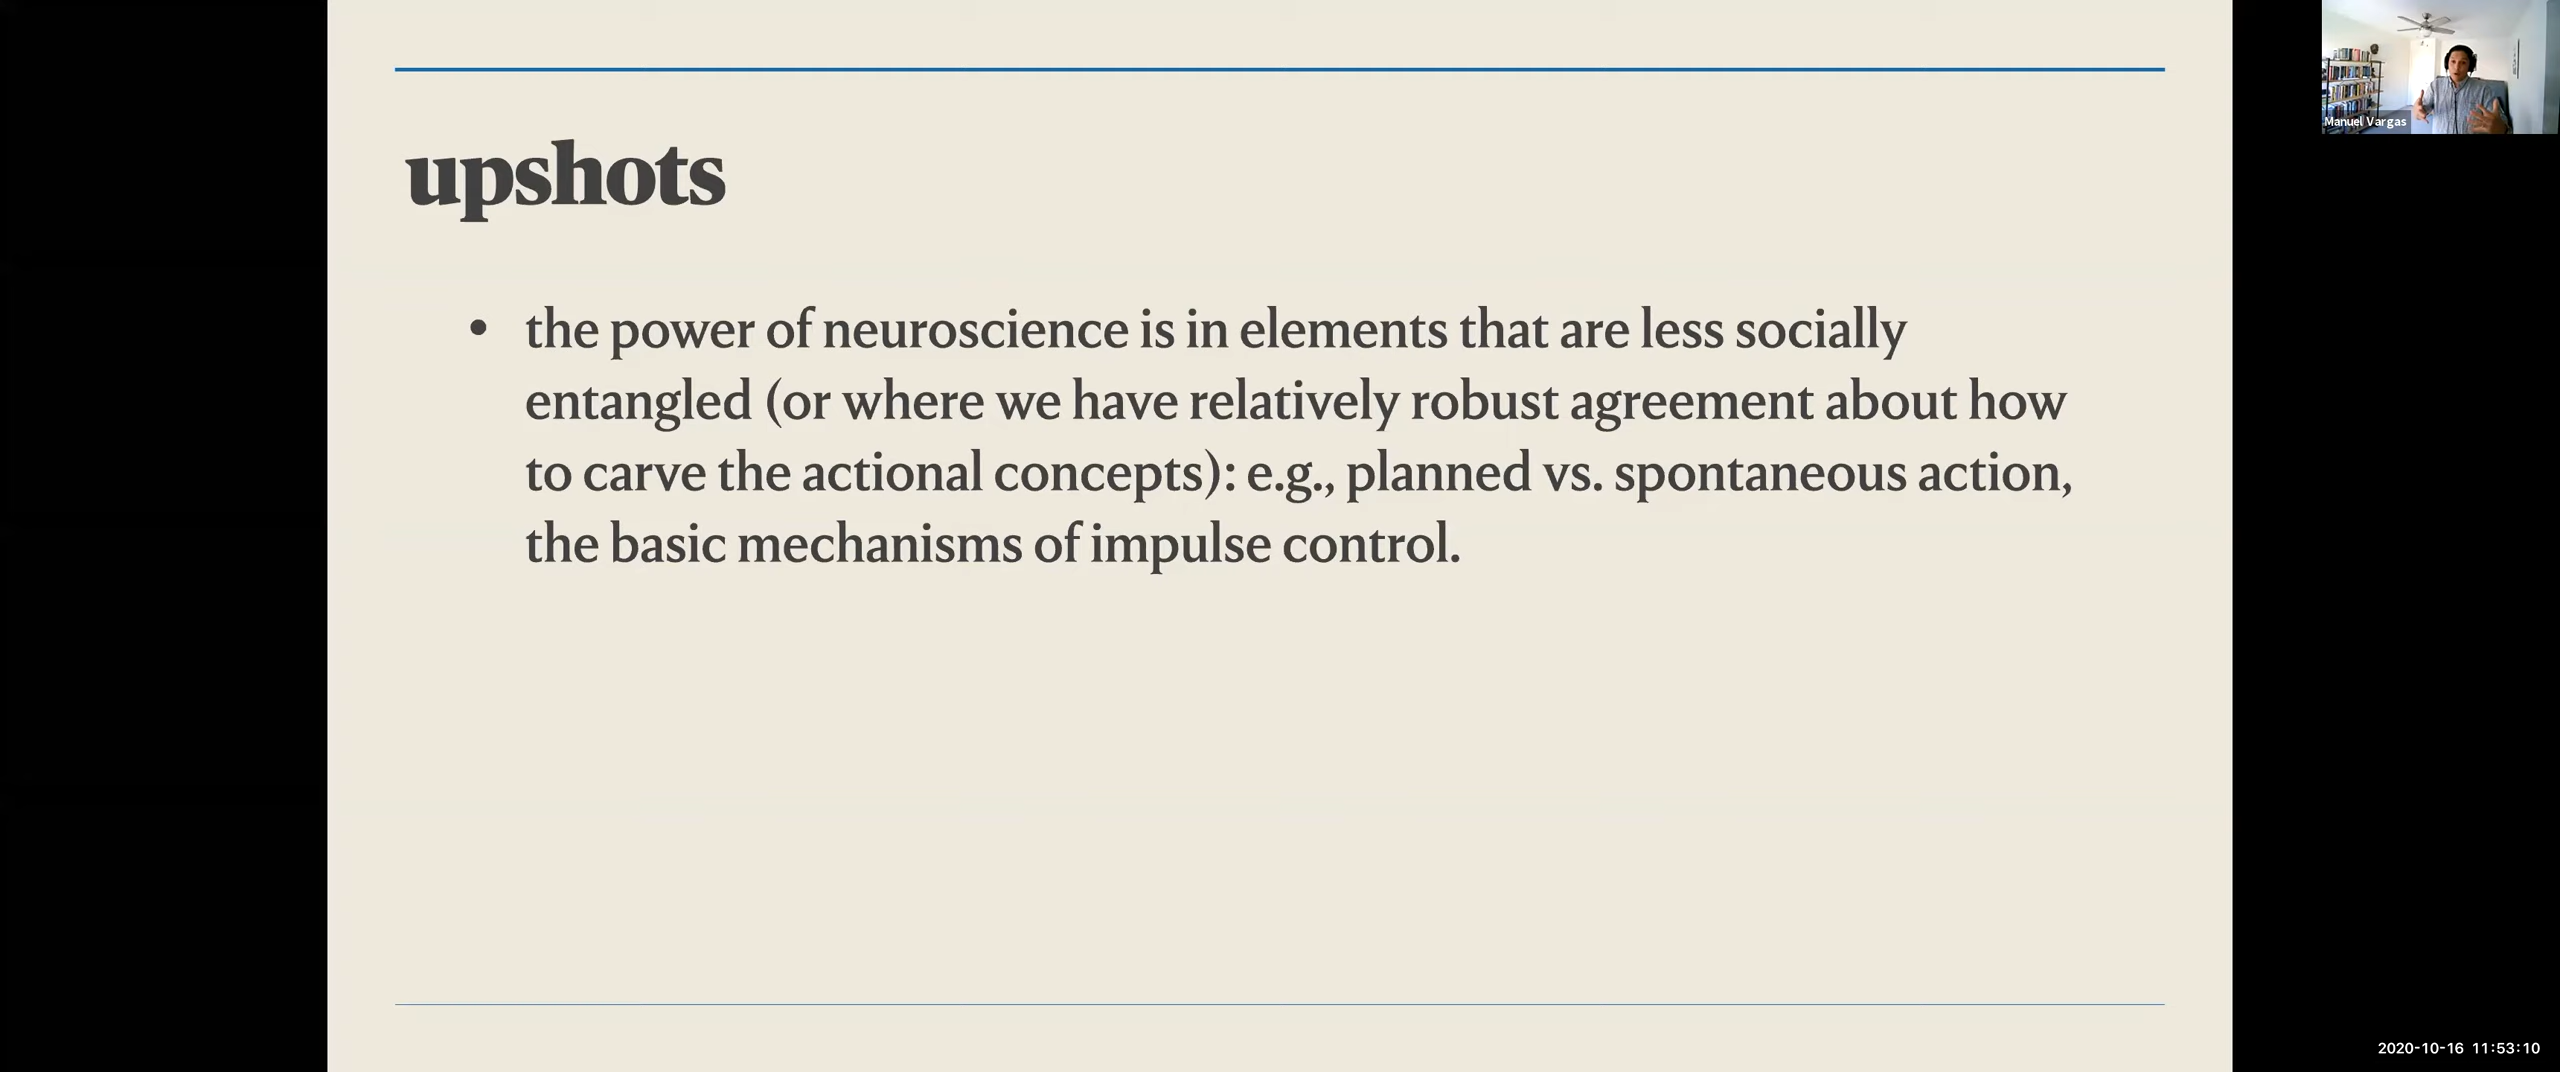 upshots
• the power of neuroscience is in elements that are less socially
entangled (or where we have relatively robust agreement about how
to carve the actional concepts): e.g., planned vs. spontaneous action,
the basic mechanisms of impulse control.
Manuel Vargas
2020-10-16 11:53:10